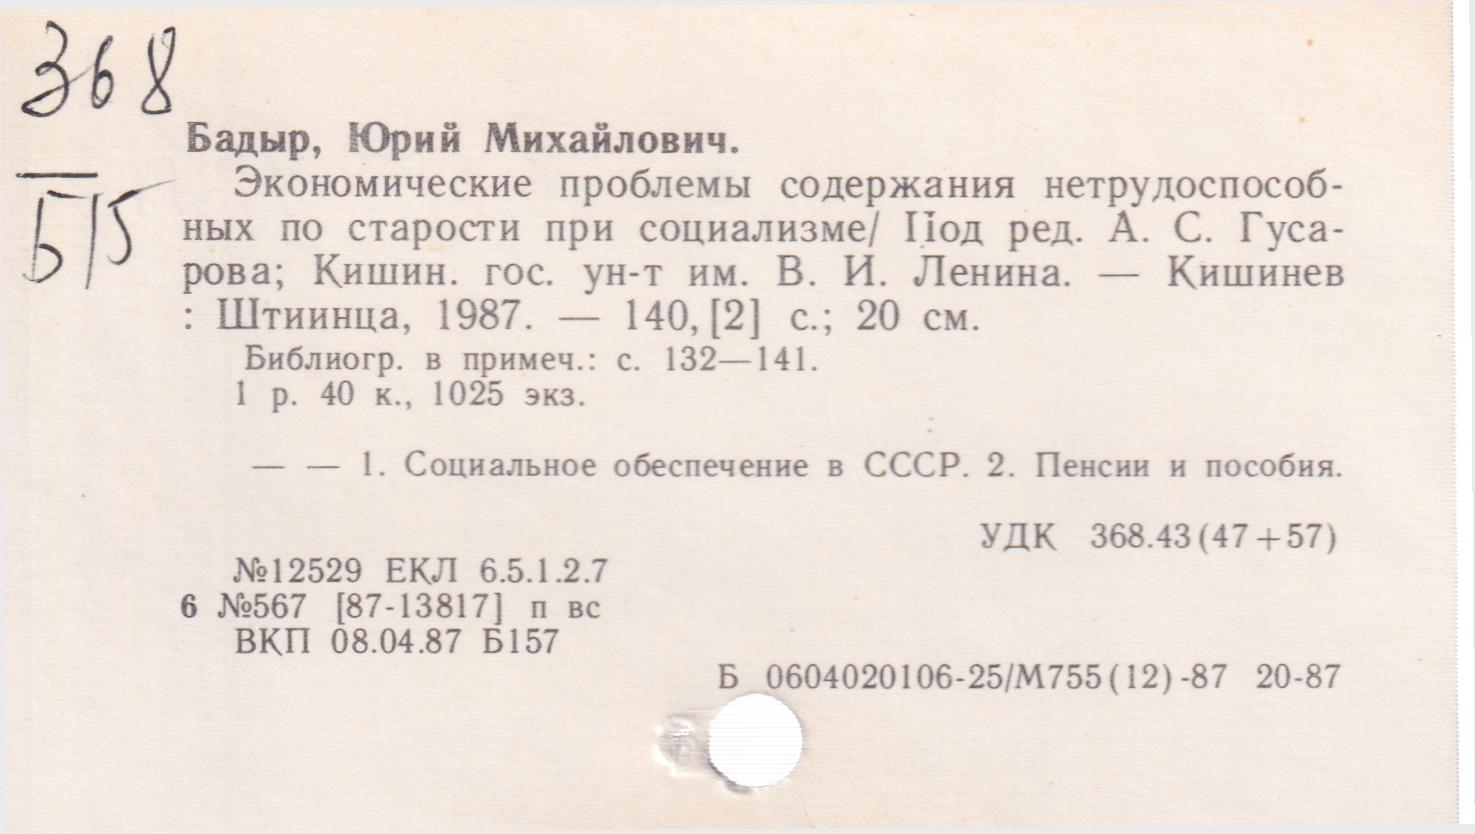 368
Б15
Бадыр, Юрий Михайлович.
Экономические проблемы содержания нетрудоспособ-
ных по старости при социализме/ Под ред. А. С. Гуса-
рова; Кишин. гос. ун-т им. В. И. Ленина. — Кишинев
: Штиинца, 1987. — 140, [2] с.; 20 см.
Библиогр. в примеч.: с. 132—141.
1 р. 40 к., 1025 экз.
— — 1. Социальное обеспечение в СССР. 2. Пенсии и пособия.
УДК 368.43(47+57)
№12529 ЕКЛ 6.5.1.2.7
6 №567 [87-13817] п вс
ВКП 08.04.87 Б157
Б 0604020106-25/М755(12)-87 20-87